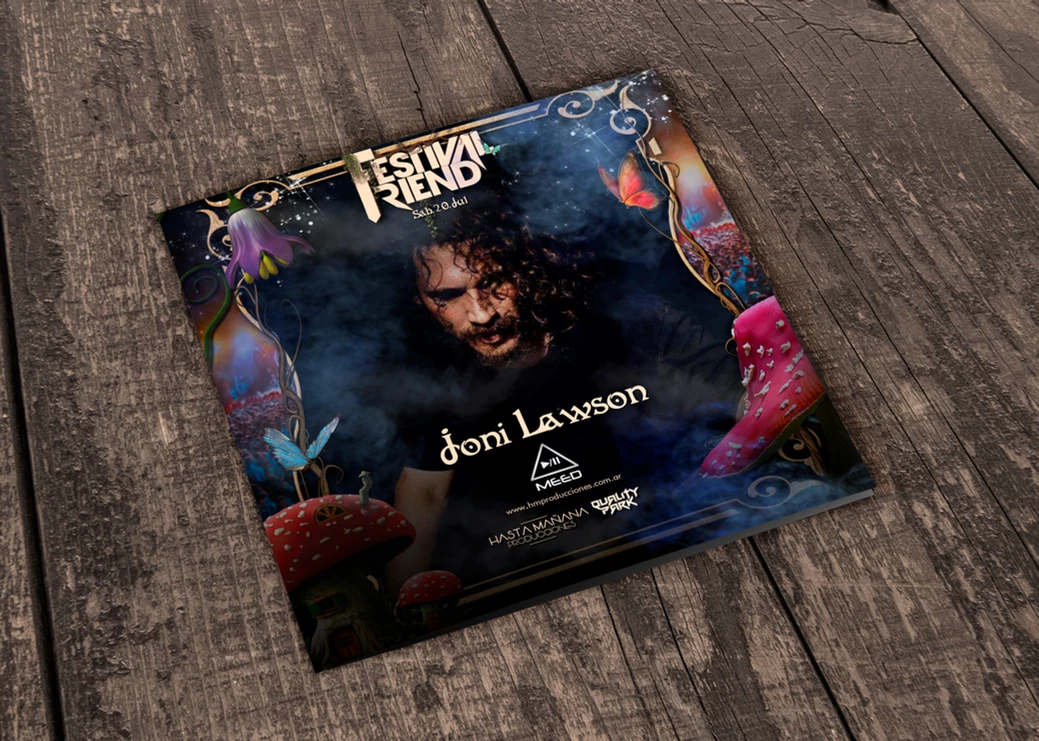 FESTIVAL
FRIEND
Sab.20.Jul
Joni Lawson
MEED
www.hmproducciones.com.ar
QUALITY
PARK
HASTA MAÑANA
PRODUCCIONES